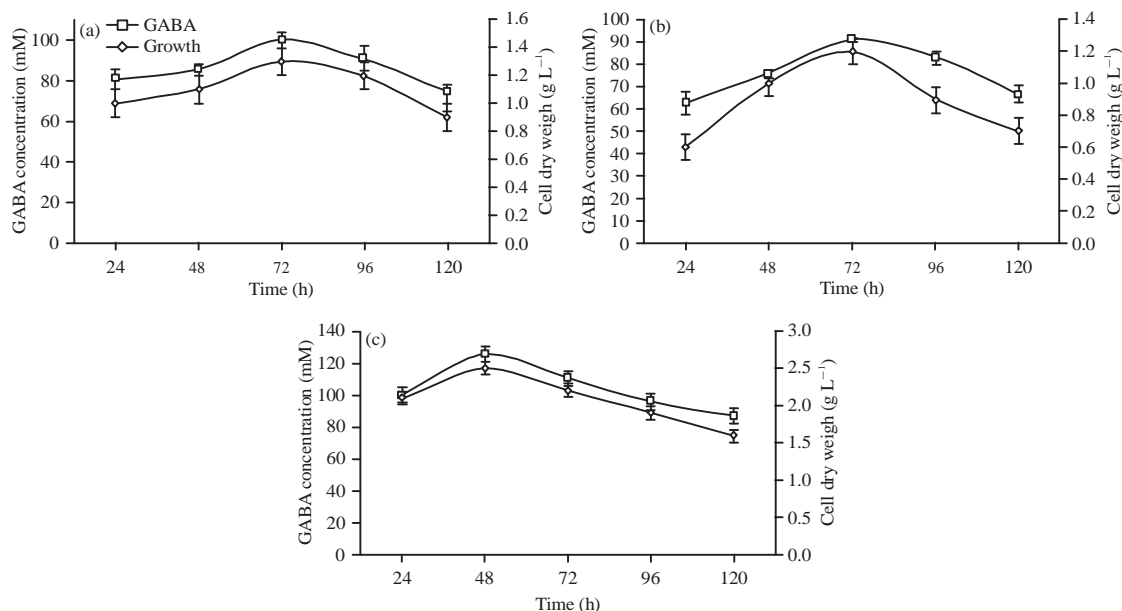 (a)
GABA
Growth
GABA concentration (mM)
100
80
60
40
20
0
1.6
1.4
1.2
1.0
0.8
0.6
0.4
0.2
0.0
Cell dry weigh (g L⁻¹)
24 48 72 96 120
Time (h)
(b)
GABA concentration (mM)
100
90
80
70
60
50
40
30
20
10
0
1.4
1.2
1.0
0.8
0.6
0.4
0.2
0.0
Cell dry weigh (g L⁻¹)
24 48 72 96 120
Time (h)
(c)
GABA concentration (mM)
140
120
100
80
60
40
20
0
3.0
2.5
2.0
1.5
1.0
0.5
0.0
Cell dry weigh (g L⁻¹)
24 48 72 96 120
Time (h)